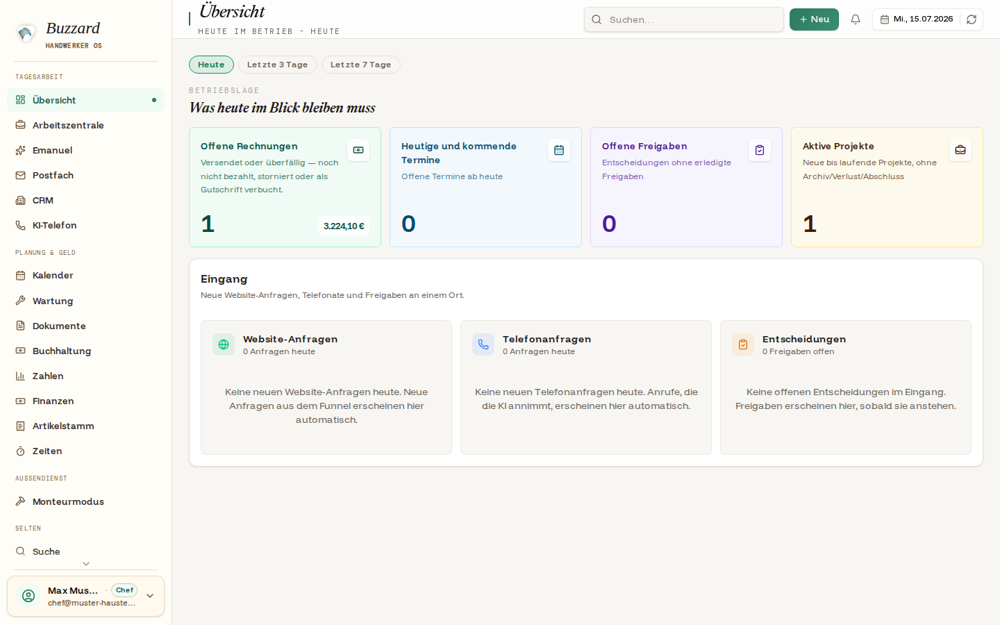 Buzzard
HANDWERKER OS
TAGESARBEIT
Übersicht
Arbeitszentrale
Emanuel
Postfach
CRM
KI-Telefon
PLANUNG & GELD
Kalender
Wartung
Dokumente
Buchhaltung
Zahlen
Finanzen
Artikelstamm
Zeiten
AUSSENDIENST
Monteurmodus
SELTEN
Suche
Max Mus... · Chef
chef@muster-hauste...
Übersicht
HEUTE IM BETRIEB - HEUTE
Suchen...
+ Neu
Mi., 15.07.2026
Heute
Letzte 3 Tage
Letzte 7 Tage
BETRIEBSLAGE
Was heute im Blick bleiben muss
Offene Rechnungen
Versendet oder überfällig — noch
nicht bezahlt, storniert oder als
Gutschrift verbucht.
1
3.224,10 €
Heutige und kommende
Termine
Offene Termine ab heute
0
Offene Freigaben
Entscheidungen ohne erledigte
Freigaben
0
Aktive Projekte
Neue bis laufende Projekte, ohne
Archiv/Verlust/Abschluss
1
Eingang
Neue Website-Anfragen, Telefonate und Freigaben an einem Ort.
Website-Anfragen
0 Anfragen heute
Keine neuen Website-Anfragen heute. Neue
Anfragen aus dem Funnel erscheinen hier
automatisch.
Telefonanfragen
0 Anfragen heute
Keine neuen Telefonanfragen heute. Anrufe, die
die KI annimmt, erscheinen hier automatisch.
Entscheidungen
0 Freigaben offen
Keine offenen Entscheidungen im Eingang.
Freigaben erscheinen hier, sobald sie anstehen.